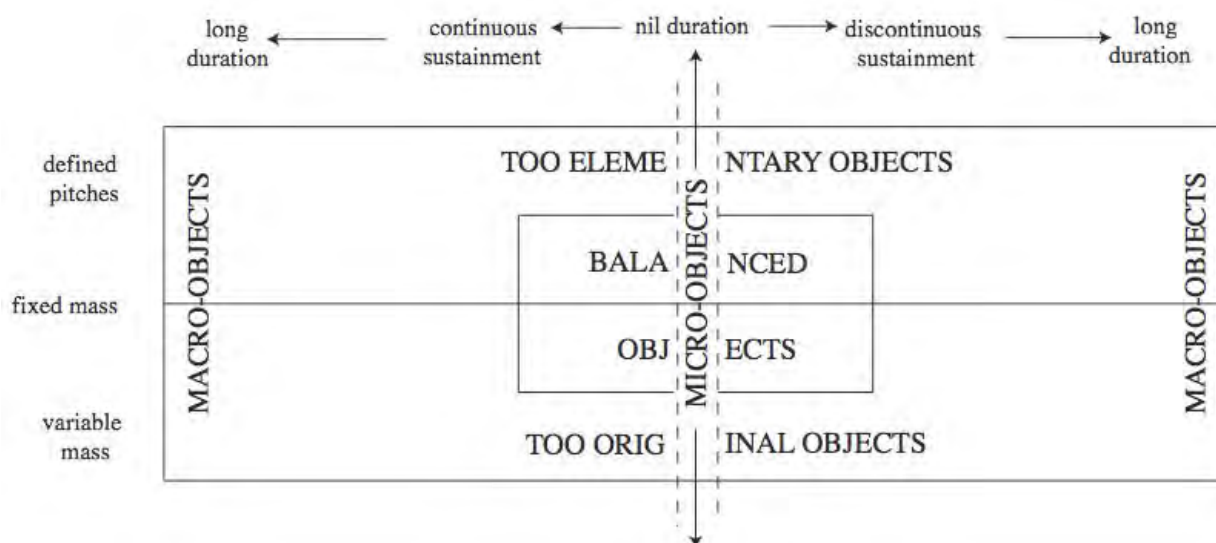 long duration
continuous sustainment
nil duration
discontinuous sustainment
long duration
defined pitches
fixed mass
variable mass
TOO ELEME NTARY OBJECTS
BALA NCED
OBJ ECTS
TOO ORIG INAL OBJECTS
MACRO-OBJECTS
MICRO-OBJECTS
MACRO-OBJECTS